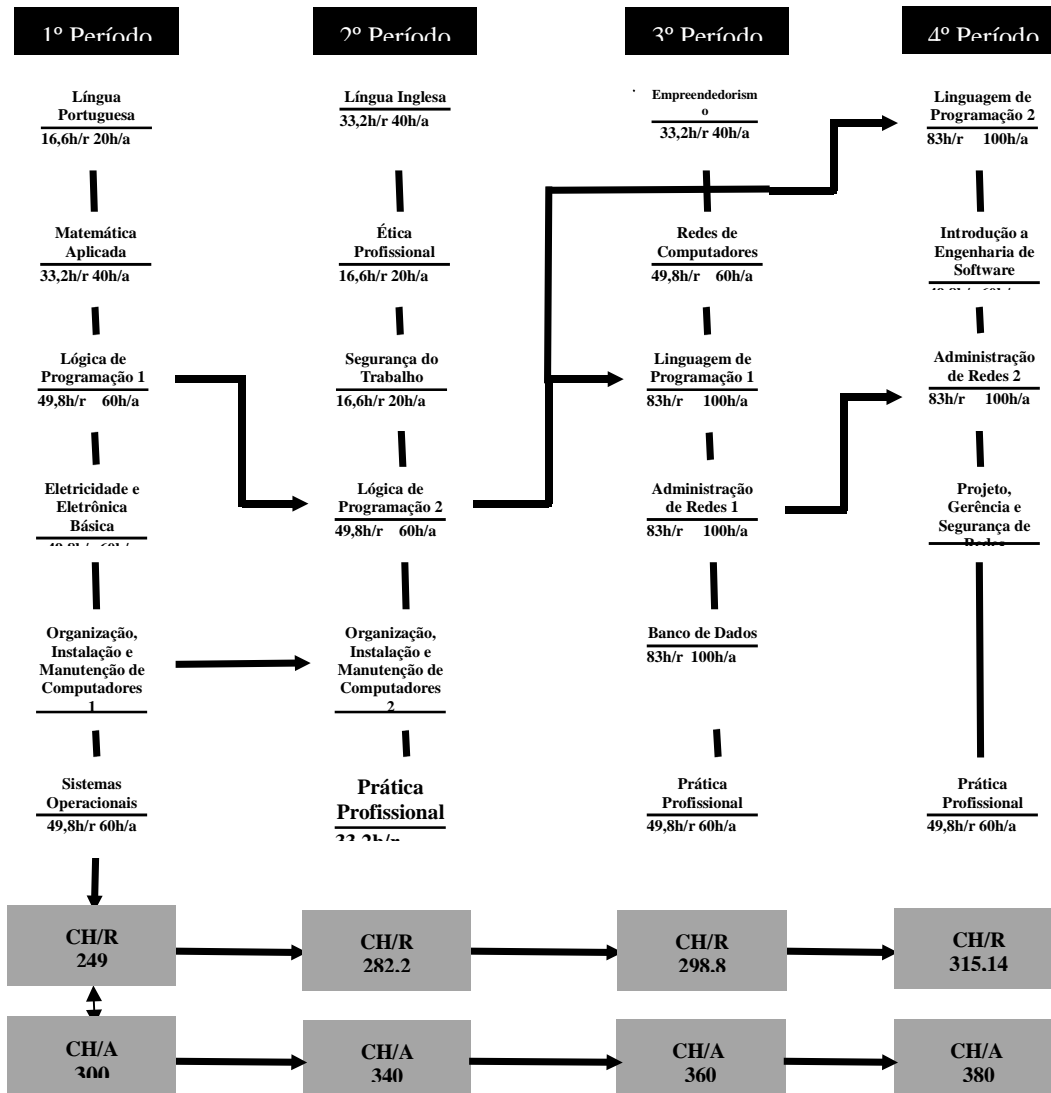 1º Período
2º Período
3º Período
4º Período
Língua
Portuguesa
16,6h/r 20h/a
Língua Inglesa
33,2h/r 40h/a
Empreendedorism
o
33,2h/r 40h/a
Linguagem de
Programação 2
83h/r 100h/a
Matemática
Aplicada
33,2h/r 40h/a
Ética
Profissional
16,6h/r 20h/a
Redes de
Computadores
49,8h/r 60h/a
Introdução a
Engenharia de
Software
Lógica de
Programação 1
49,8h/r 60h/a
Segurança do
Trabalho
16,6h/r 20h/a
Linguagem de
Programação 1
83h/r 100h/a
Administração
de Redes 2
83h/r 100h/a
Eletricidade e
Eletrônica
Básica
Lógica de
Programação 2
49,8h/r 60h/a
Administração
de Redes 1
83h/r 100h/a
Projeto,
Gerência e
Segurança de
Redes
Organização,
Instalação e
Manutenção de
Computadores
1
Organização,
Instalação e
Manutenção de
Computadores
2
Banco de Dados
83h/r 100h/a
Sistemas
Operacionais
49,8h/r 60h/a
Prática
Profissional
33,2h/r
Prática
Profissional
49,8h/r 60h/a
Prática
Profissional
49,8h/r 60h/a
CH/R
249
CH/R
282.2
CH/R
298.8
CH/R
315.14
CH/A
300
CH/A
340
CH/A
360
CH/A
380